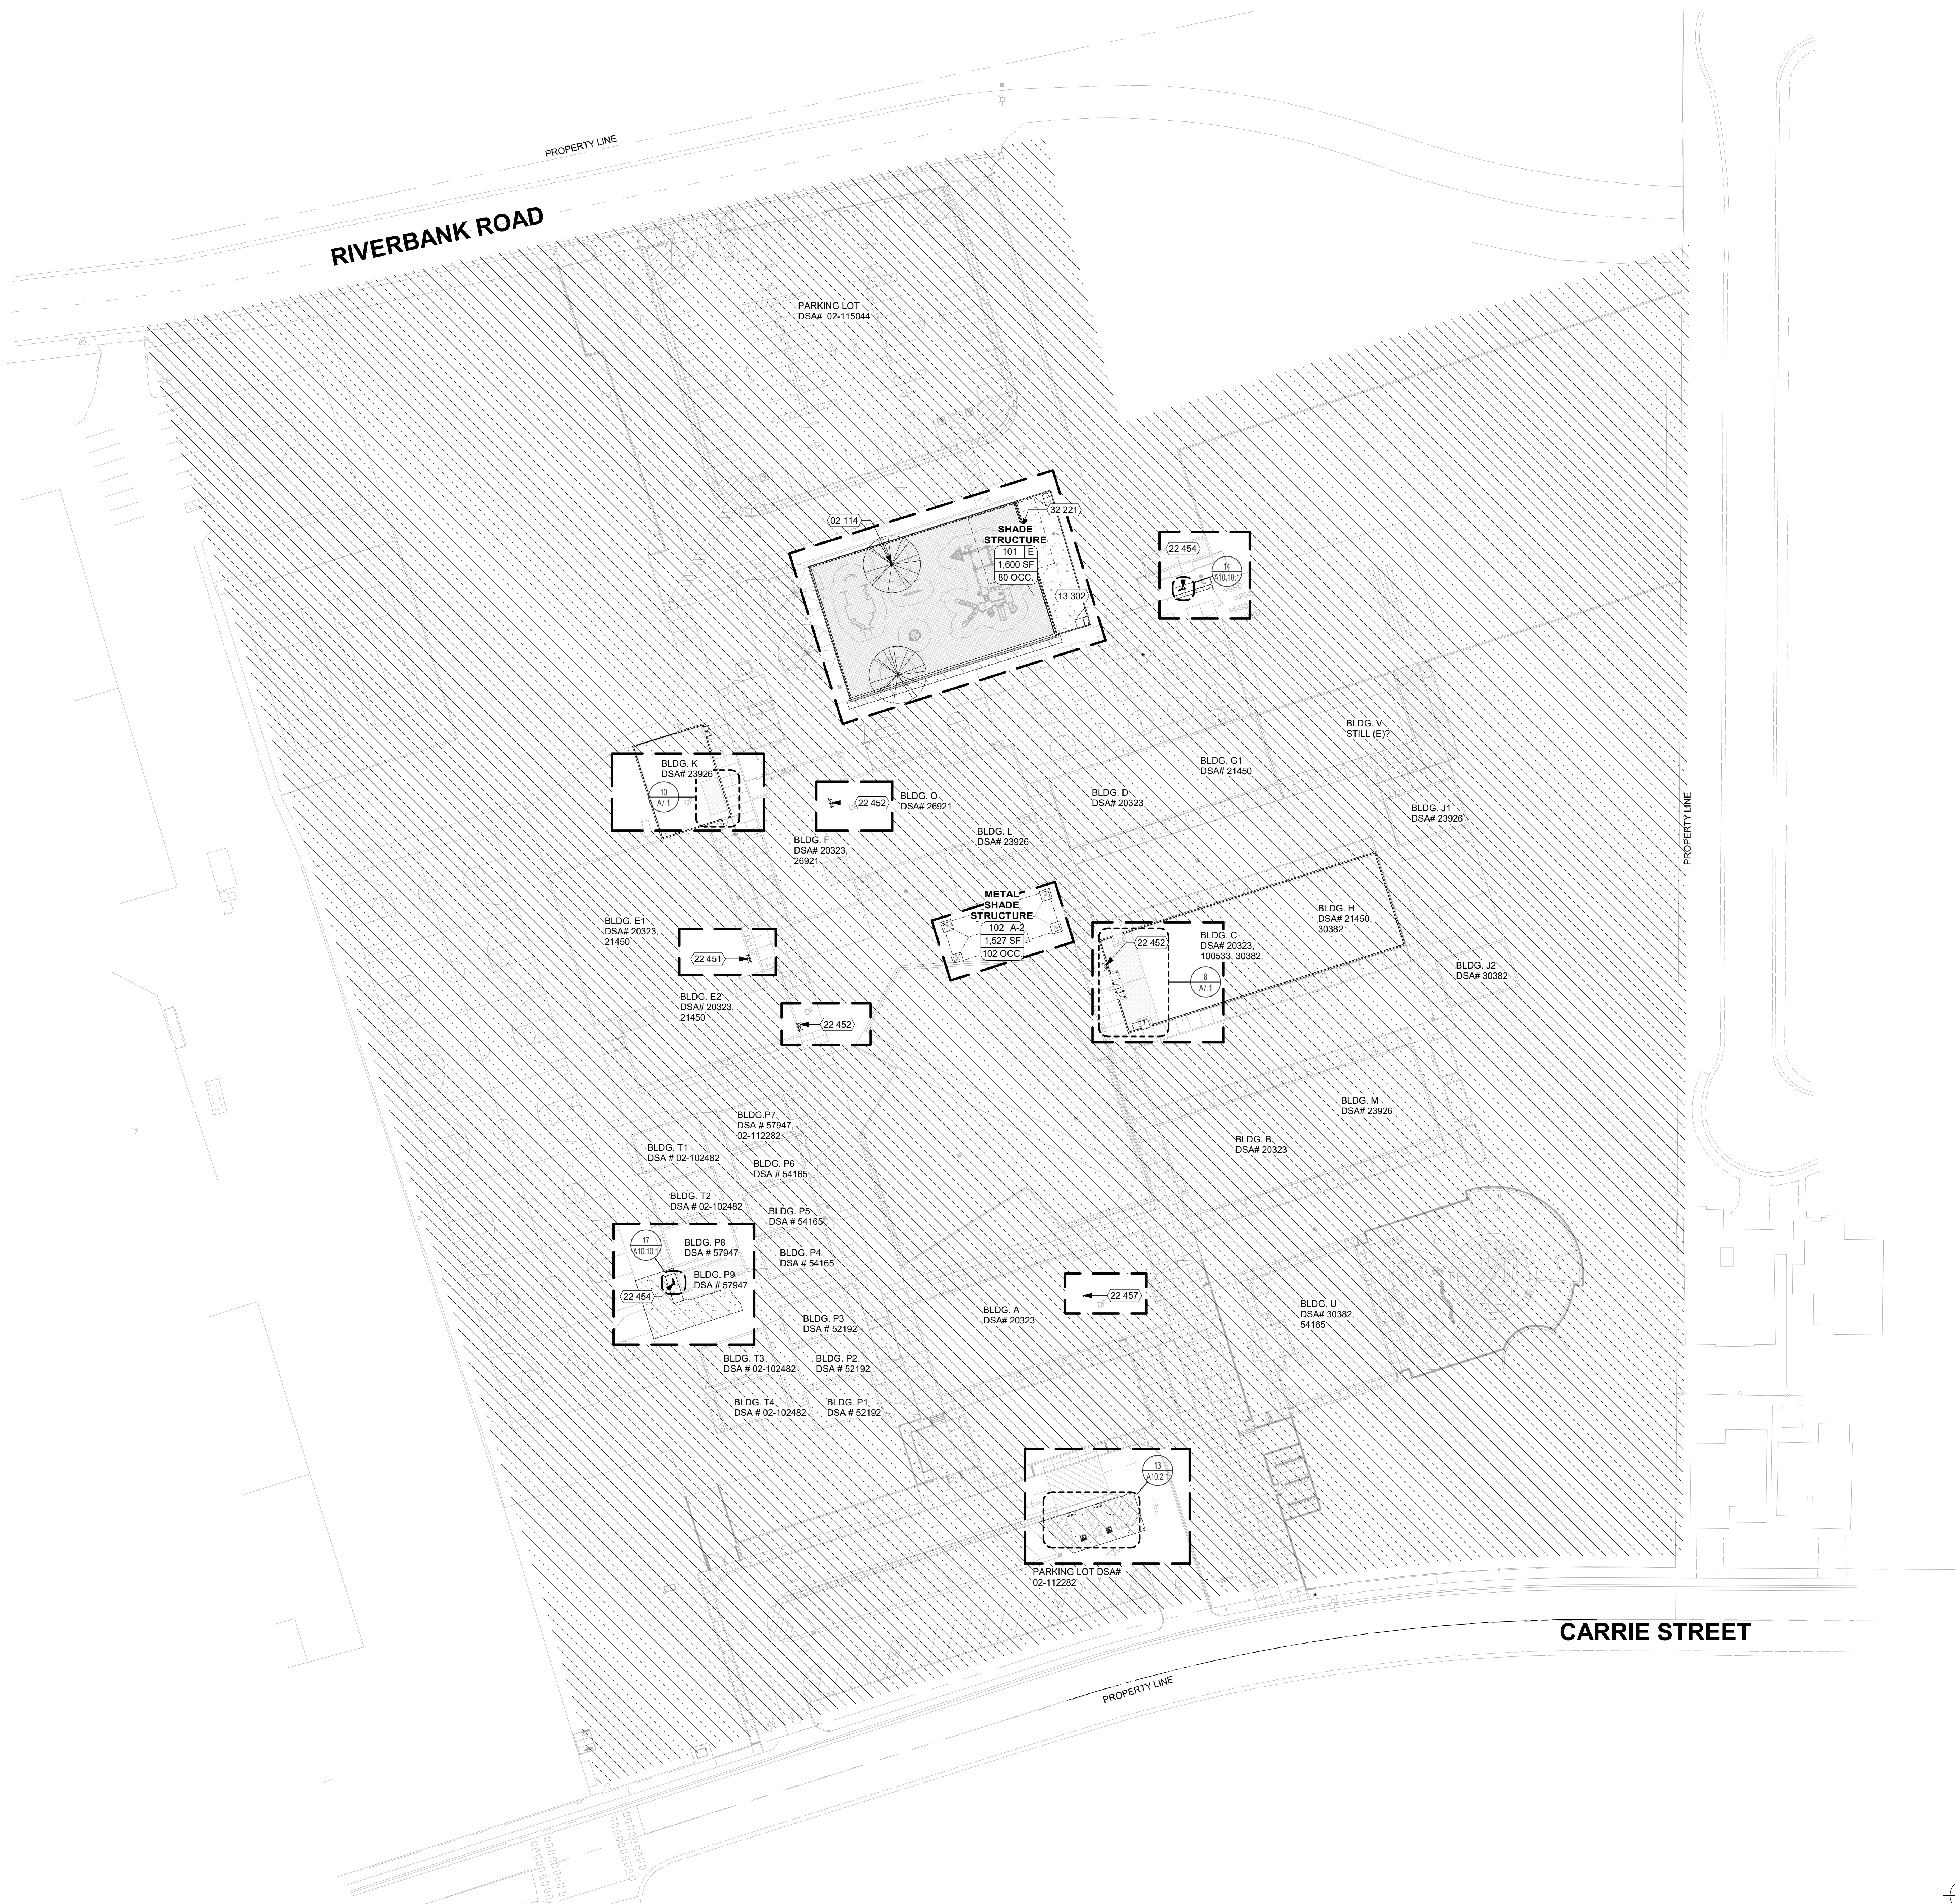 PROPERTY LINE
RIVERBANK ROAD
PARKING LOT
DSA# 02-115044
02 114
32 221
SHADE
STRUCTURE
101 E
1,600 SF
80 OCC.
13 302
22 454
14
A10.10.1
BLDG. V
STILL (E)?
BLDG. K
DSA# 23926
10
A7.1
DF
22 452
DF
BLDG. O
DSA# 26921
BLDG. G1
DSA# 21450
BLDG. D
DSA# 20323
BLDG. J1
DSA# 23926
PROPERTY LINE
BLDG. F
DSA# 20323,
26921
BLDG. L
DSA# 23926
METAL
SHADE
STRUCTURE
102 A-2
1,527 SF
102 OCC.
BLDG. E1
DSA# 20323,
21450
22 451
BLDG. H
DSA# 21450,
30382
22 452
BLDG. C
DSA# 20323,
100533, 30382
8
A7.1
BLDG. J2
DSA# 30382
BLDG. E2
DSA# 20323,
21450
DF
22 452
BLDG. M
DSA# 23926
BLDG. B
DSA# 20323
BLDG.P7
DSA # 57947,
02-112282
BLDG. T1
DSA # 02-102482
BLDG. P6
DSA # 54165
BLDG. T2
DSA # 02-102482
BLDG. P5
DSA # 54165
17
A10.10.1
BLDG. P8
DSA # 57947
BLDG. P4
DSA # 54165
BLDG. P9
DSA # 57947
22 454
22 457
DF
BLDG. A
DSA# 20323
BLDG. U
DSA# 30382,
54165
BLDG. P3
DSA # 52192
BLDG. T3
DSA # 02-102482
BLDG. P2
DSA # 52192
BLDG. T4
DSA # 02-102482
BLDG. P1
DSA # 52192
13
A10.2.1
PARKING LOT DSA#
02-112282
CARRIE STREET
PROPERTY LINE